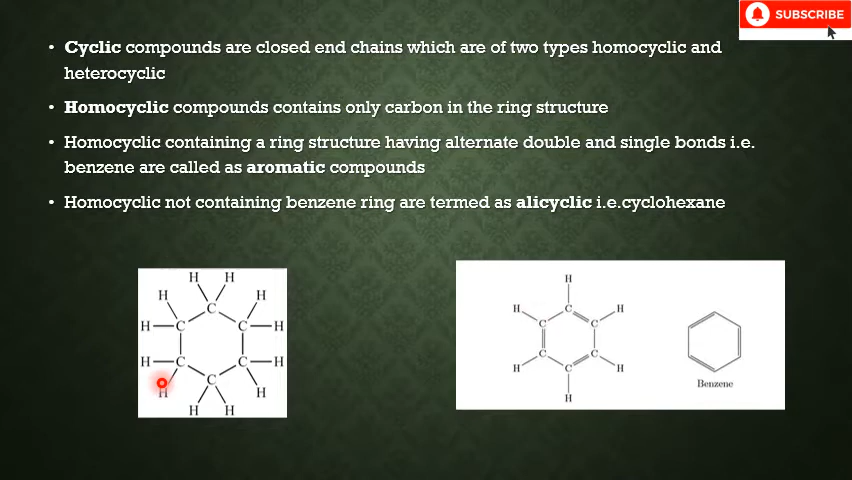 SUBSCRIBE
• Cyclic compounds are closed end chains which are of two types homocyclic and
heterocyclic
• Homocyclic compounds contains only carbon in the ring structure
• Homocyclic containing a ring structure having alternate double and single bonds i.e.
benzene are called as aromatic compounds
• Homocyclic not containing benzene ring are termed as alicyclic i.e.cyclohexane
H H
H C H
H C C H
H C C H
H C H
H H
H
H C H
C C
C C
H C H
H
Benzene